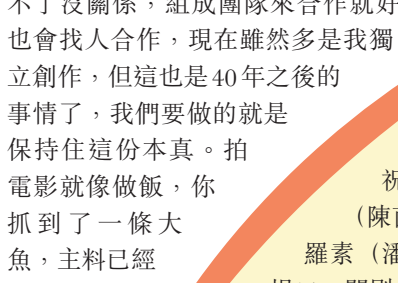 不了沒關係，組成團隊來合作就好
也會找人合作，現在雖然多是我獨
立創作，但這也是40年之後的
事情了，我們要做的就是
保持住這份本真。拍
電影就像做飯，你
抓到了一條大
魚，主料已經
祝
（陳
羅素（潘